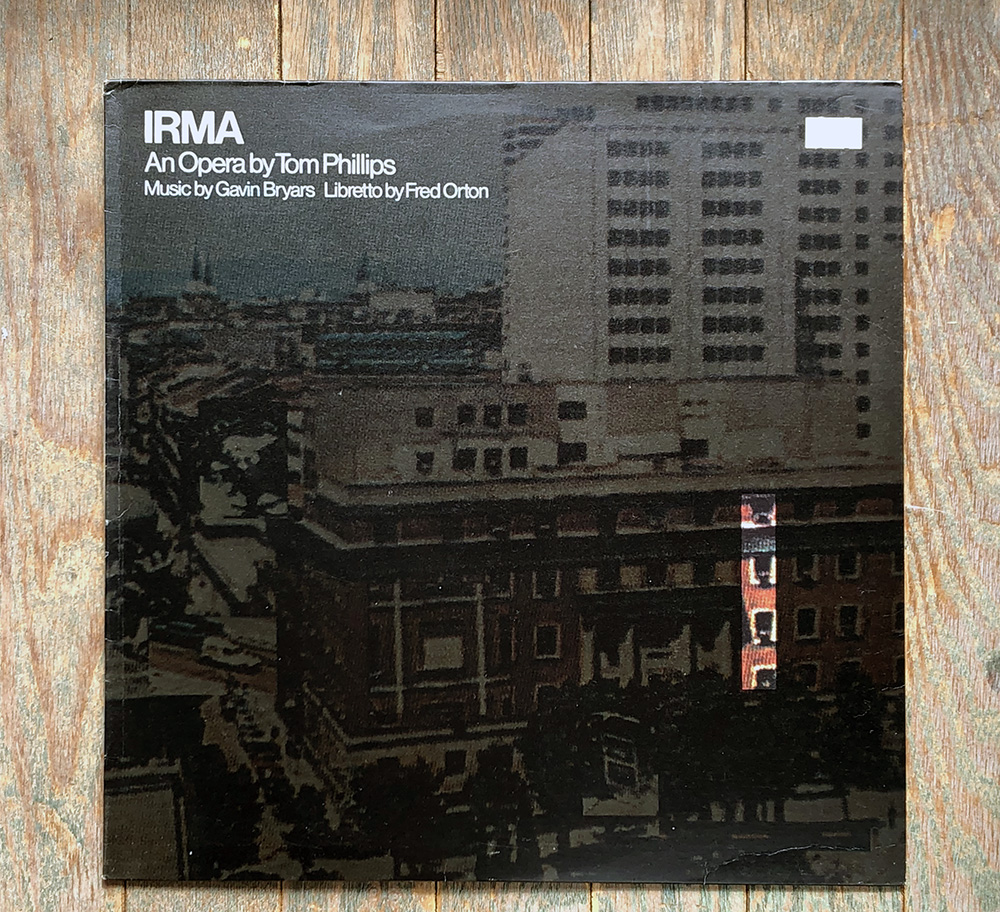 IRMA
An Opera by Tom Phillips
Music by Gavin Bryars Libretto by Fred Orton